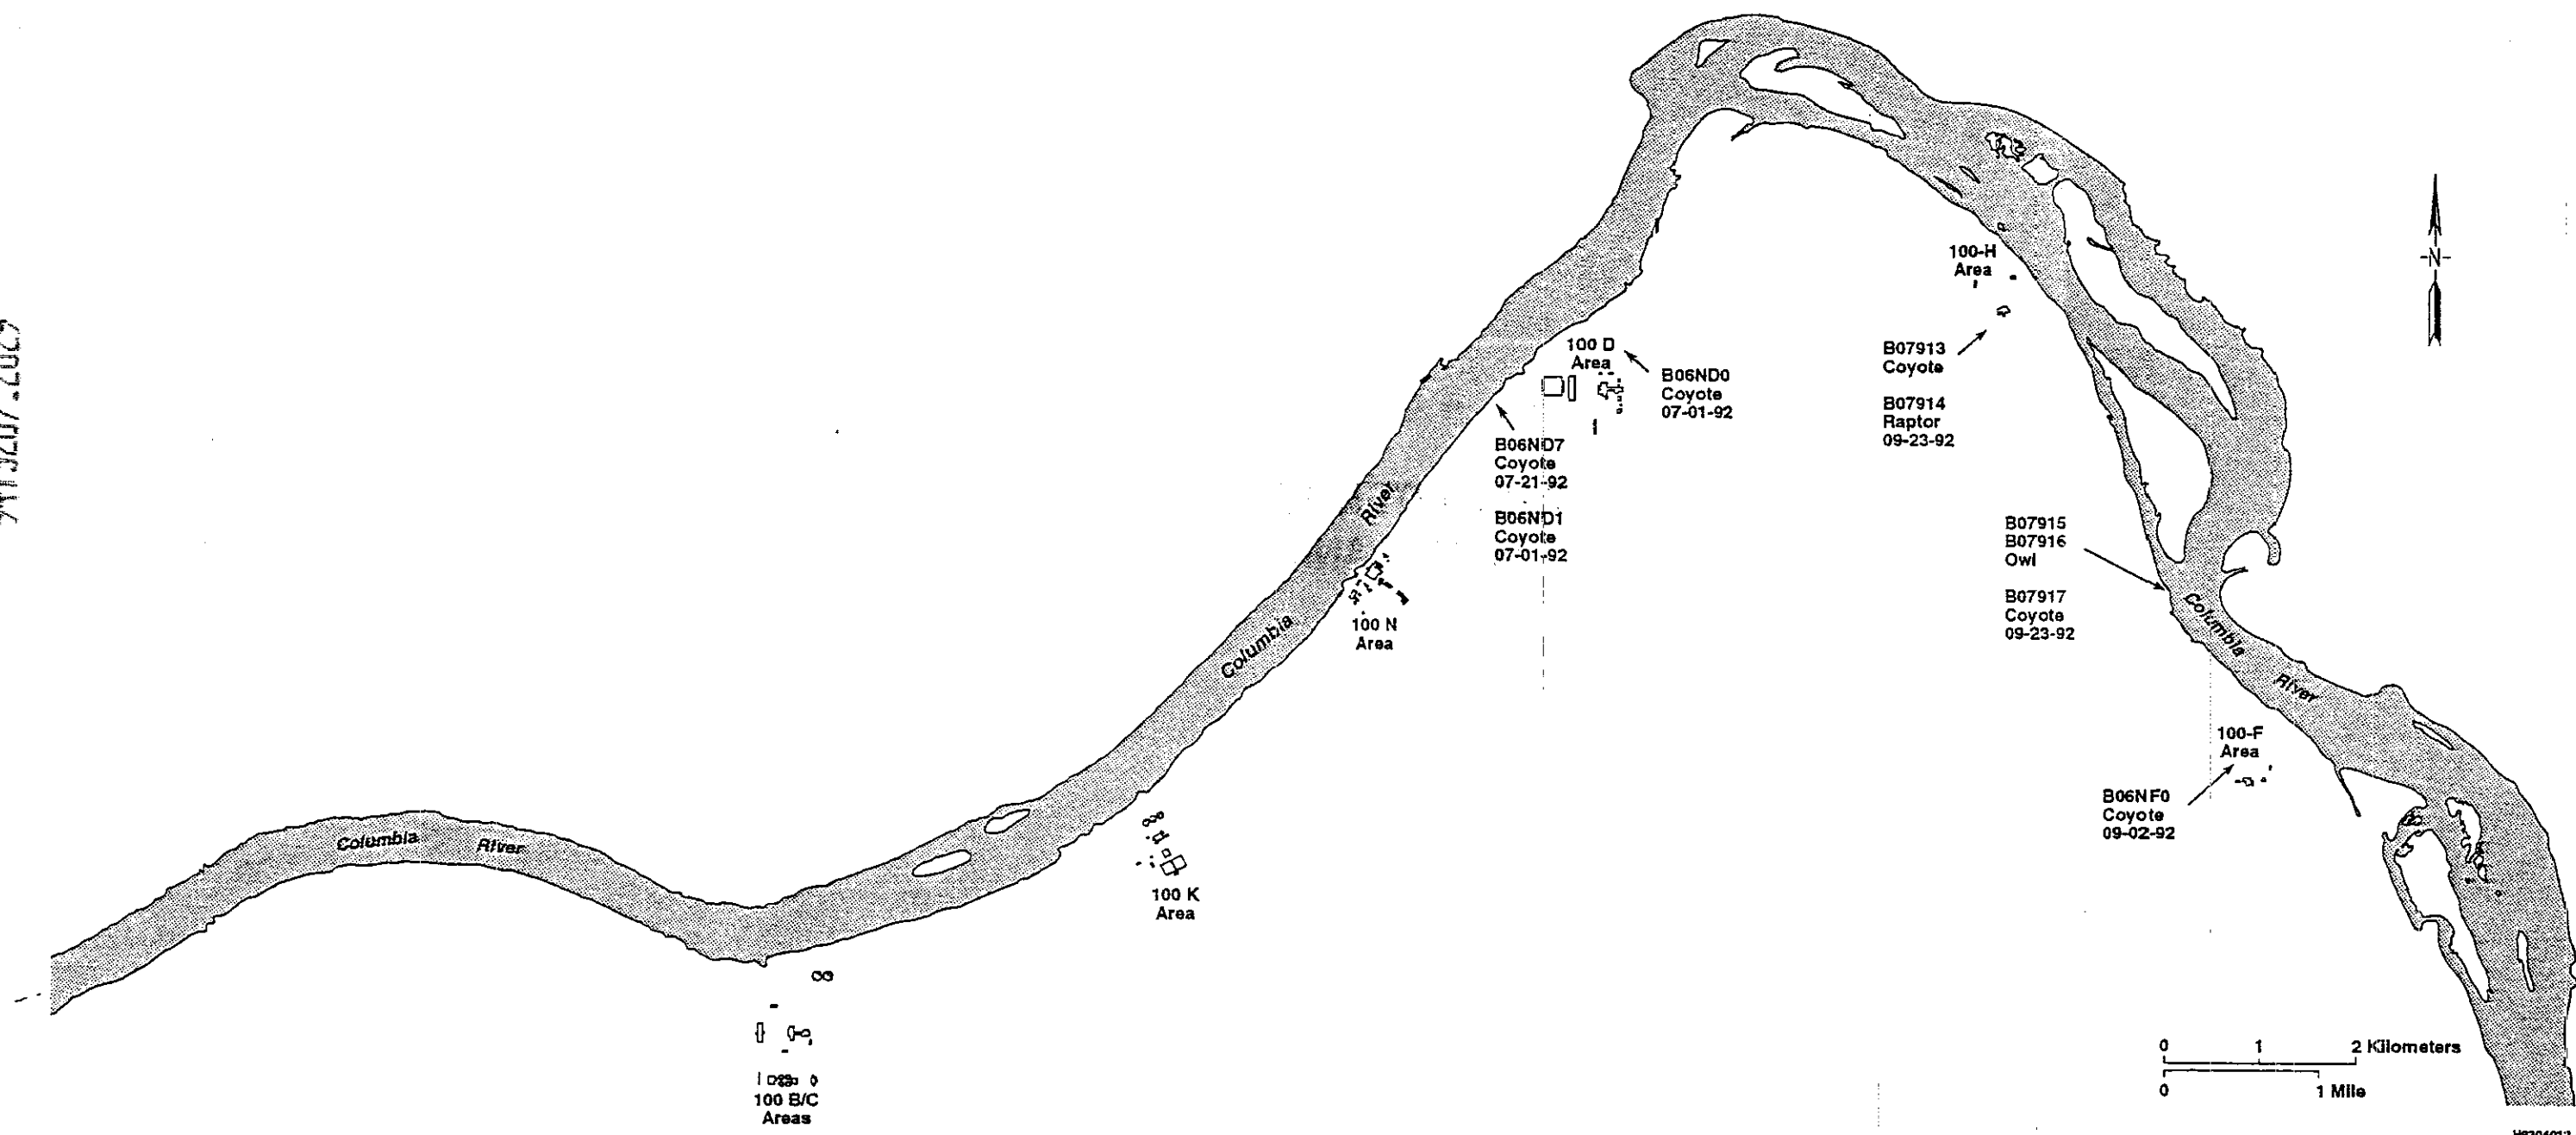 100-H
Area
-N-
B07913
Coyote
B07914
Raptor
09-23-92
100 D
Area
B06ND0
Coyote
07-01-92
B06ND7
Coyote
07-21-92
B06ND1
Coyote
07-01-92
River
Columbia
100 N
Area
B07915
B07916
Owl
B07917
Coyote
09-23-92
Columbia
River
100-F
Area
B06NF0
Coyote
09-02-92
Columbia River
100 K
Area
100 B/C
Areas
0 1 2 Kilometers
0 1 Mile